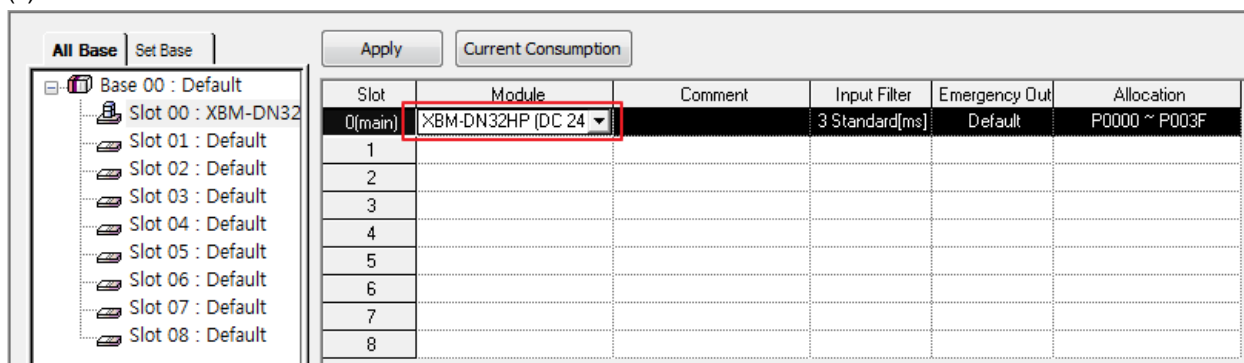 All Base Set Base Apply Current Consumption
Base 00 : Default
Slot 00 : XBM-DN32
Slot 01 : Default
Slot 02 : Default
Slot 03 : Default
Slot 04 : Default
Slot 05 : Default
Slot 06 : Default
Slot 07 : Default
Slot 08 : Default
Slot Module Comment Input Filter Emergency Out Allocation
0(main) XBM-DN32HP (DC 24 3 Standard[ms] Default P0000 ~ P003F
1
2
3
4
5
6
7
8